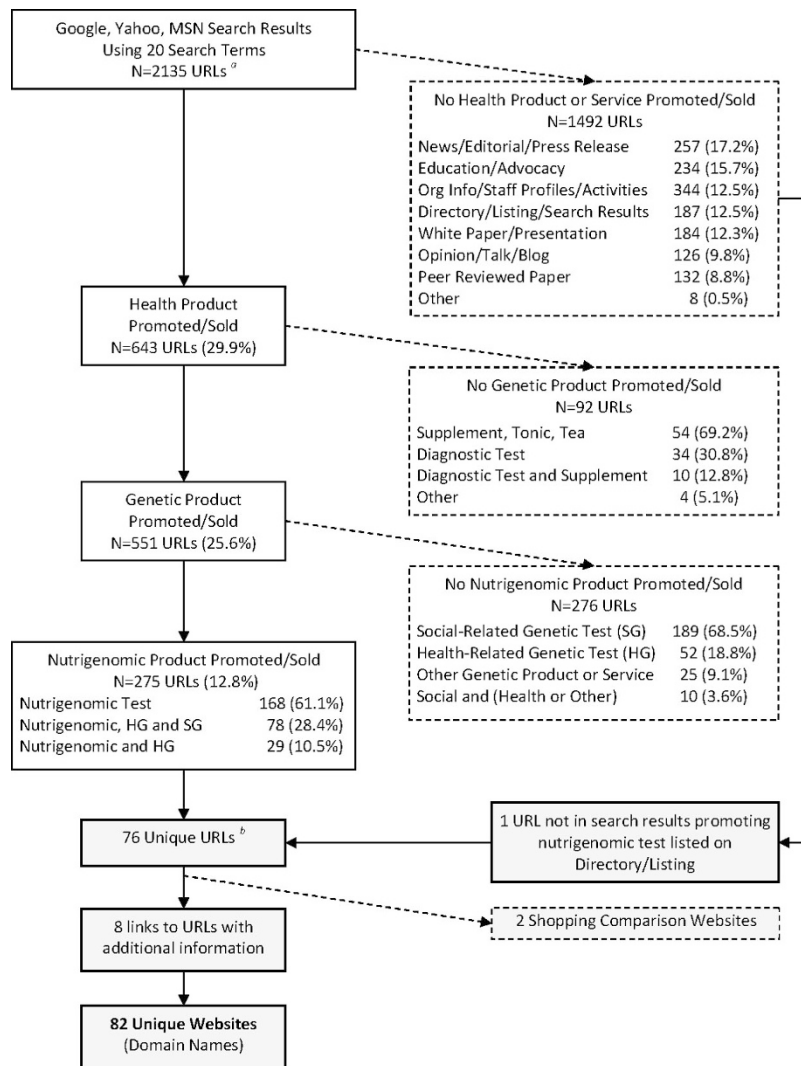 Google, Yahoo, MSN Search Results
Using 20 Search Terms
N=2135 URLs a
No Health Product or Service Promoted/Sold
N=1492 URLs
News/Editorial/Press Release 257 (17.2%)
Education/Advocacy 234 (15.7%)
Org Info/Staff Profiles/Activities 344 (12.5%)
Directory/Listing/Search Results 187 (12.5%)
White Paper/Presentation 184 (12.3%)
Opinion/Talk/Blog 126 (9.8%)
Peer Reviewed Paper 132 (8.8%)
Other 8 (0.5%)
Health Product
Promoted/Sold
N=643 URLs (29.9%)
No Genetic Product Promoted/Sold
N=92 URLs
Supplement, Tonic, Tea 54 (69.2%)
Diagnostic Test 34 (30.8%)
Diagnostic Test and Supplement 10 (12.8%)
Other 4 (5.1%)
Genetic Product
Promoted/Sold
N=551 URLs (25.6%)
No Nutrigenomic Product Promoted/Sold
N=276 URLs
Social-Related Genetic Test (SG) 189 (68.5%)
Health-Related Genetic Test (HG) 52 (18.8%)
Other Genetic Product or Service 25 (9.1%)
Social and (Health or Other) 10 (3.6%)
Nutrigenomic Product Promoted/Sold
N=275 URLs (12.8%)
Nutrigenomic Test 168 (61.1%)
Nutrigenomic, HG and SG 78 (28.4%)
Nutrigenomic and HG 29 (10.5%)
76 Unique URLs b
1 URL not in search results promoting
nutrigenomic test listed on
Directory/Listing
8 links to URLs with
additional information
2 Shopping Comparison Websites
82 Unique Websites
(Domain Names)